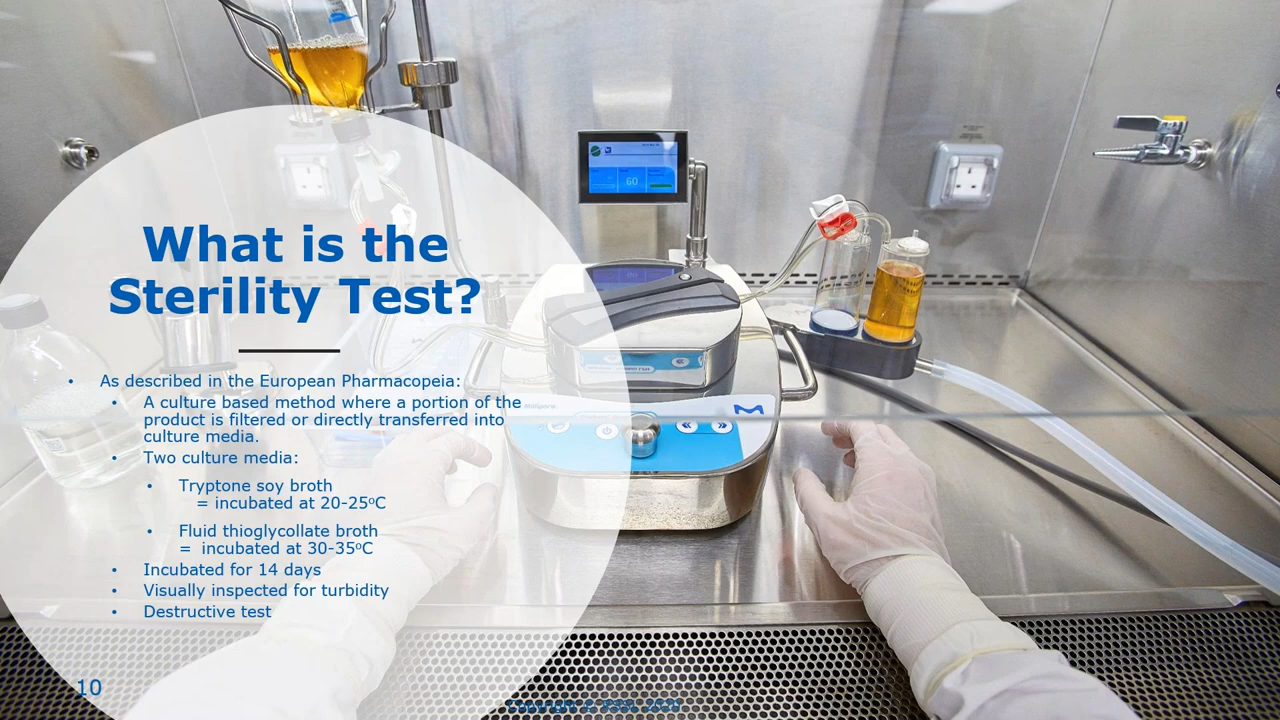 What is the
Sterility Test?
• As described in the European Pharmacopeia:
• A culture based method where a portion of the
product is filtered or directly transferred into
culture media.
• Two culture media:
• Tryptone soy broth
= incubated at 20-25ºC
• Fluid thioglycollate broth
= incubated at 30-35ºC
• Incubated for 14 days
• Visually inspected for turbidity
• Destructive test
60
Millipore
10
Copyright ©